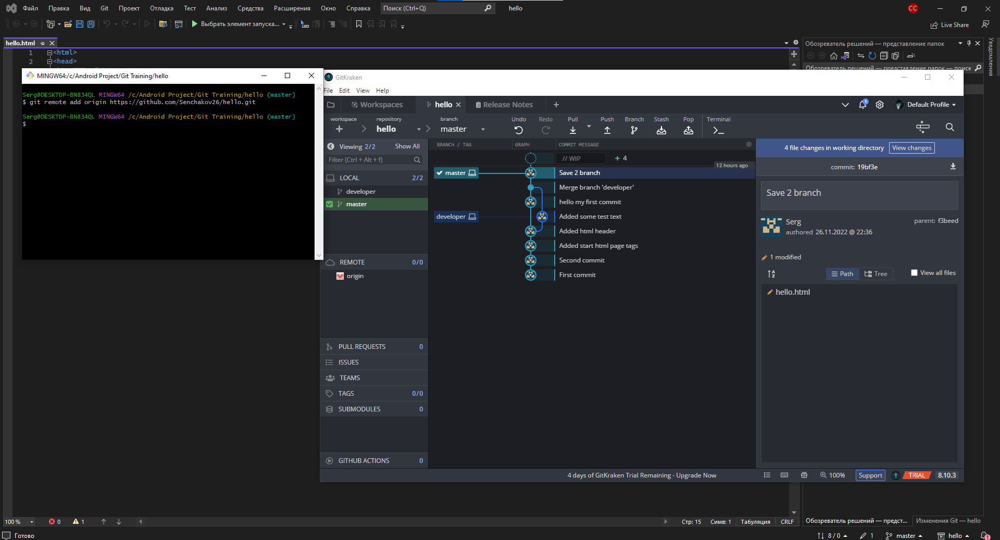 Файл Правка Вид Git Проект Отладка Тест Анализ Средства Расширения Окно Справка Поиск (Ctrl+Q) hello CC
Выбрать элемент запуска... Live Share
hello.html
1 <html>
2 <head>
Обозреватель решений — представление папок
Обозреватель решений — представление папок — поиск
Уведомления
MINGW64:/c/Android Project/Git Training/hello
Serg@DESKTOP-BN834QL MINGW64 /c/Android Project/Git Training/hello (master)
$ git remote add origin https://github.com/Senchakov26/hello.git
Serg@DESKTOP-BN834QL MINGW64 /c/Android Project/Git Training/hello (master)
$
GitKraken
File Edit View Help
Workspaces hello Release Notes 1 Default Profile
workspace repository branch Undo Redo Pull Push Branch Stash Pop Terminal
hello master
Viewing 2/2 Show All
Filter (Ctrl + Alt + f)
LOCAL 2/2
developer
master
REMOTE 0/0
origin
PULL REQUESTS 0
ISSUES
TEAMS
TAGS 0/0
SUBMODULES 0
GITHUB ACTIONS 0
BRANCH / TAG GRAPH COMMIT MESSAGE
// WIP + 4
12 hours ago
master Save 2 branch
Merge branch 'developer'
hello my first commit
developer Added some test text
Added html header
Added start html page tags
Second commit
First commit
4 file changes in working directory View changes
commit: 19bf3e
Save 2 branch
Serg parent: f3beed
authored 26.11.2022 @ 22:36
1 modified
Path Tree View all files
hello.html
4 days of GitKraken Trial Remaining - Upgrade Now 100% Support TRIAL 8.10.3
100 % 0 1 Стр: 15 Симв: 1 Табуляция CRLF
Обозреватель решений — предст... Изменения Git — hello
Готово 8 / 0 1 master hello 1